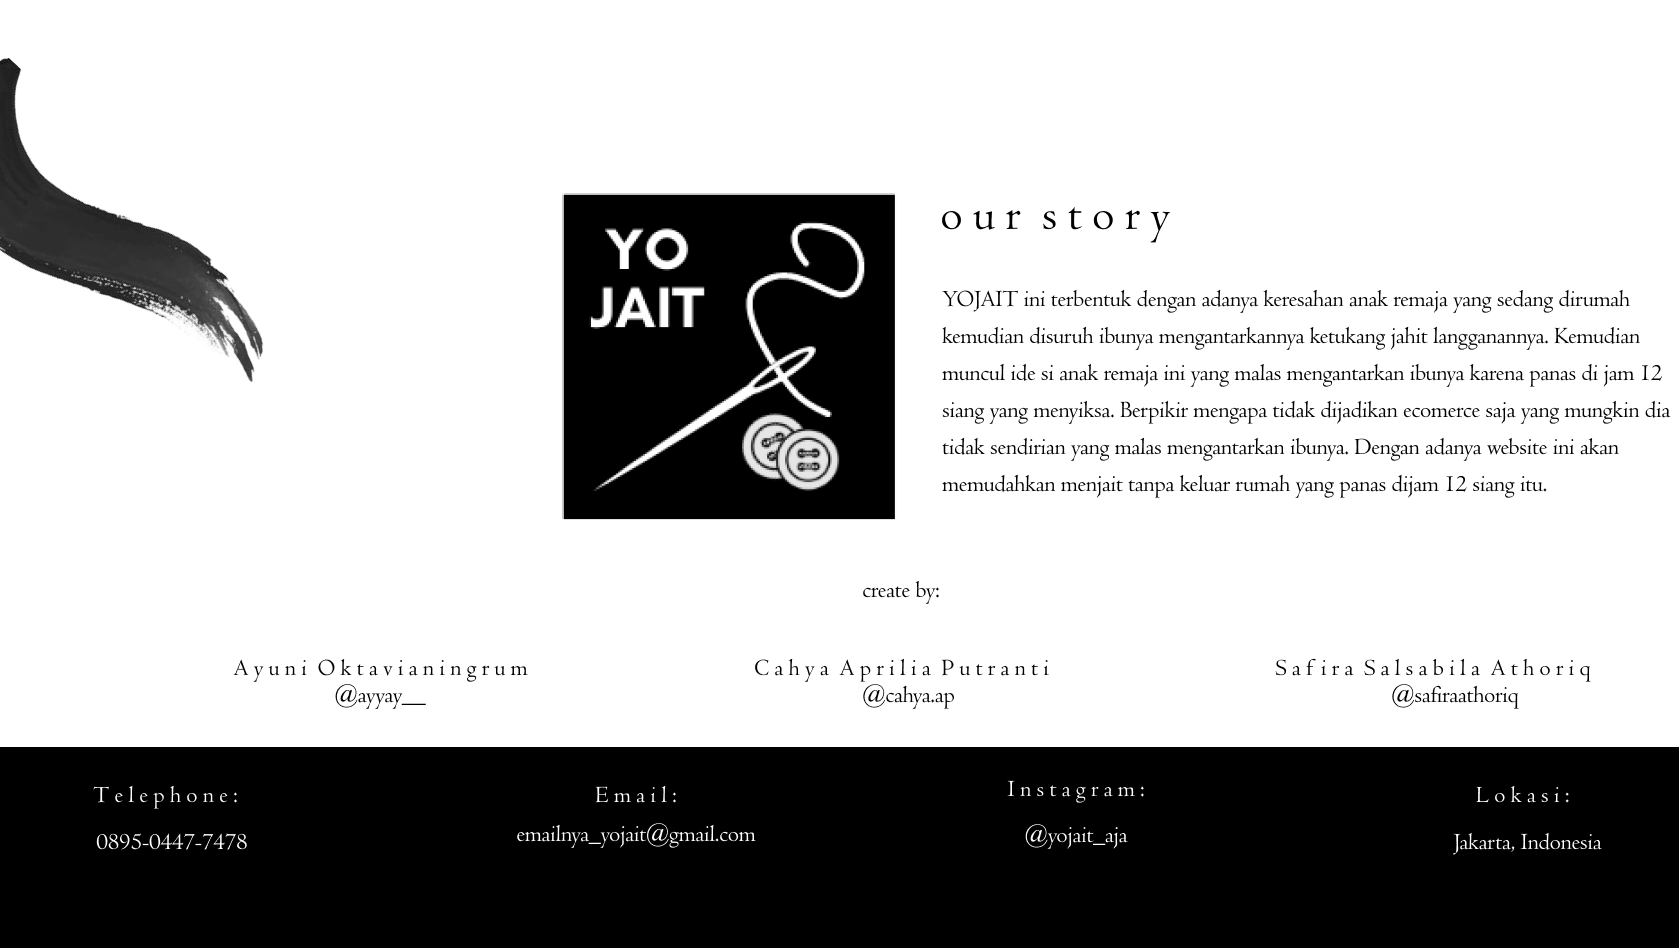 YO
JAIT
our story
YOJAIT ini terbentuk dengan adanya keresahan anak remaja yang sedang dirumah
kemudian disuruh ibunya mengantarkannya ketukang jahit langganannya. Kemudian
muncul ide si anak remaja ini yang malas mengantarkan ibunya karena panas di jam 12
siang yang menyiksa. Berpikir mengapa tidak dijadikan ecomerce saja yang mungkin dia
tidak sendirian yang malas mengantarkan ibunya. Dengan adanya website ini akan
memudahkan menjait tanpa keluar rumah yang panas dijam 12 siang itu.
create by:
Ayuni Oktavianingrum
@ayyay__
Cahya Aprilia Putranti
@cahya.ap
Safira Salsabila Athoriq
@safiraathoriq
Telephone:
0895-0447-7478
Email:
emailnya_yojait@gmail.com
Instagram:
@yojait_aja
Lokasi:
Jakarta, Indonesia